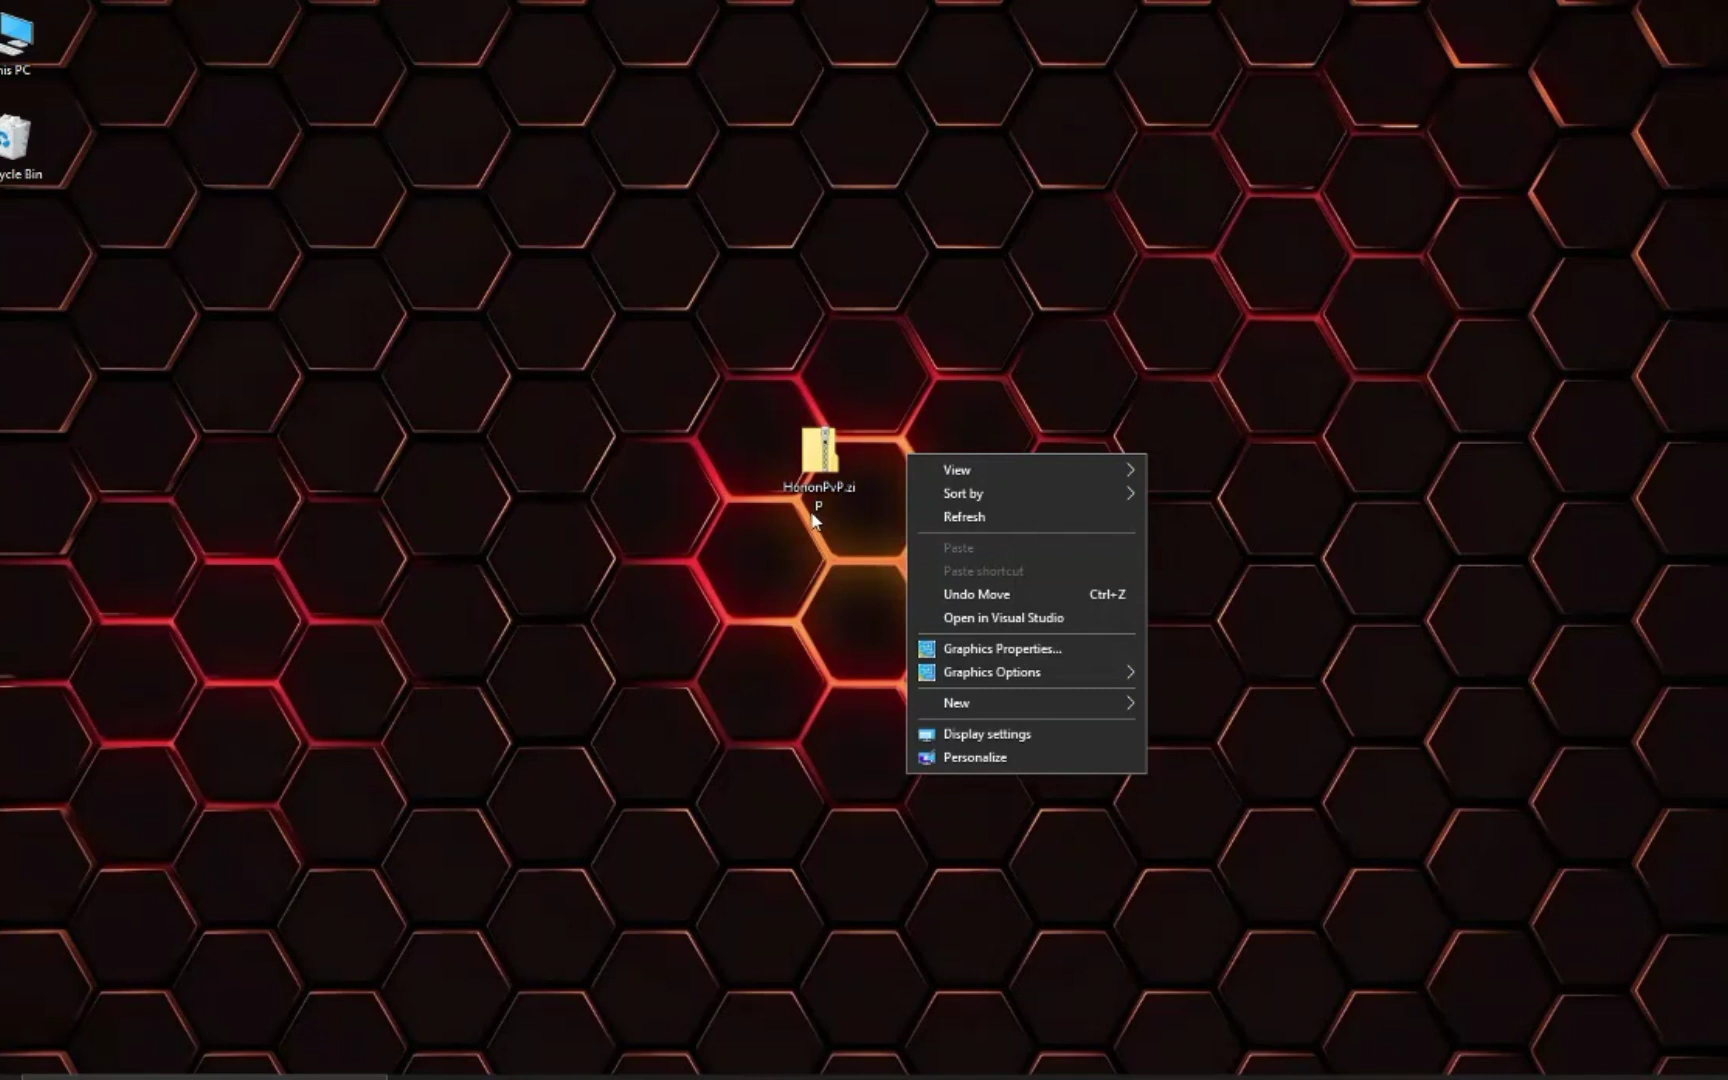 his PC
ycle Bin
HorionPvP.zi
p
View
Sort by
Refresh
Paste
Paste shortcut
Undo Move Ctrl+Z
Open in Visual Studio
Graphics Properties...
Graphics Options
New
Display settings
Personalize